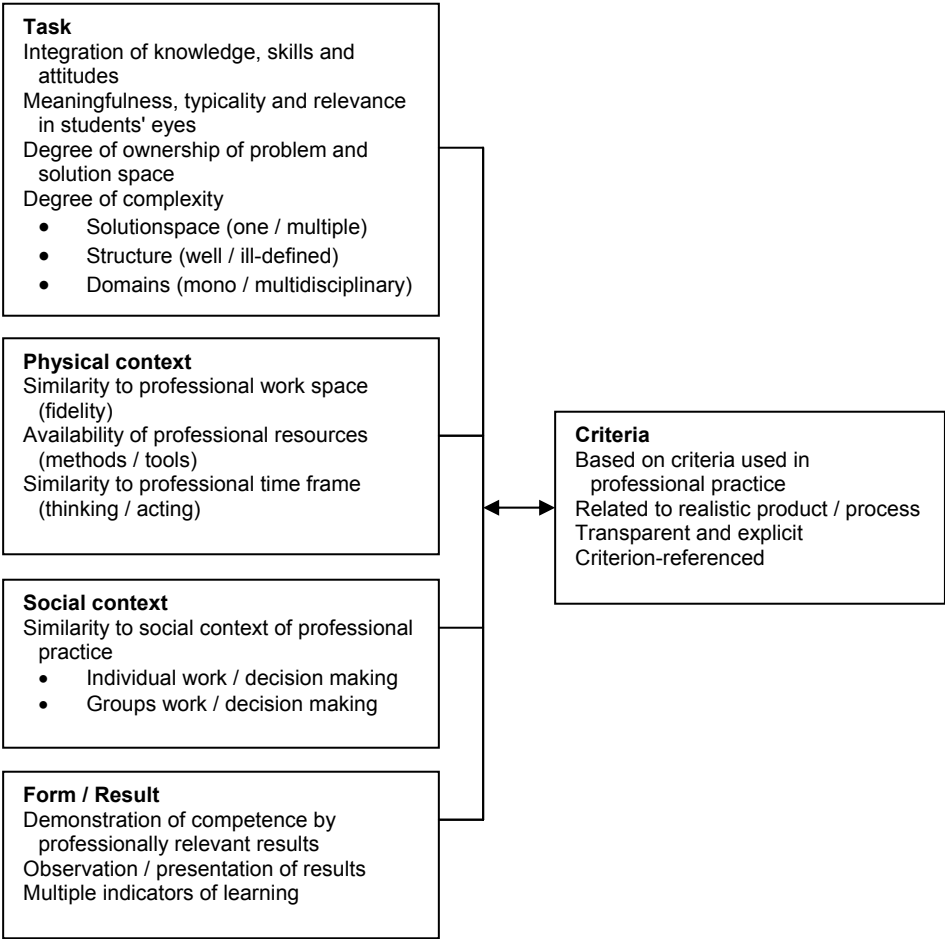 Task
Integration of knowledge, skills and
attitudes
Meaningfulness, typicality and relevance
in students' eyes
Degree of ownership of problem and
solution space
Degree of complexity
• Solutionspace (one / multiple)
• Structure (well / ill-defined)
• Domains (mono / multidisciplinary)
Physical context
Similarity to professional work space
(fidelity)
Availability of professional resources
(methods / tools)
Similarity to professional time frame
(thinking / acting)
Social context
Similarity to social context of professional
practice
• Individual work / decision making
• Groups work / decision making
Form / Result
Demonstration of competence by
professionally relevant results
Observation / presentation of results
Multiple indicators of learning
Criteria
Based on criteria used in
professional practice
Related to realistic product / process
Transparent and explicit
Criterion-referenced